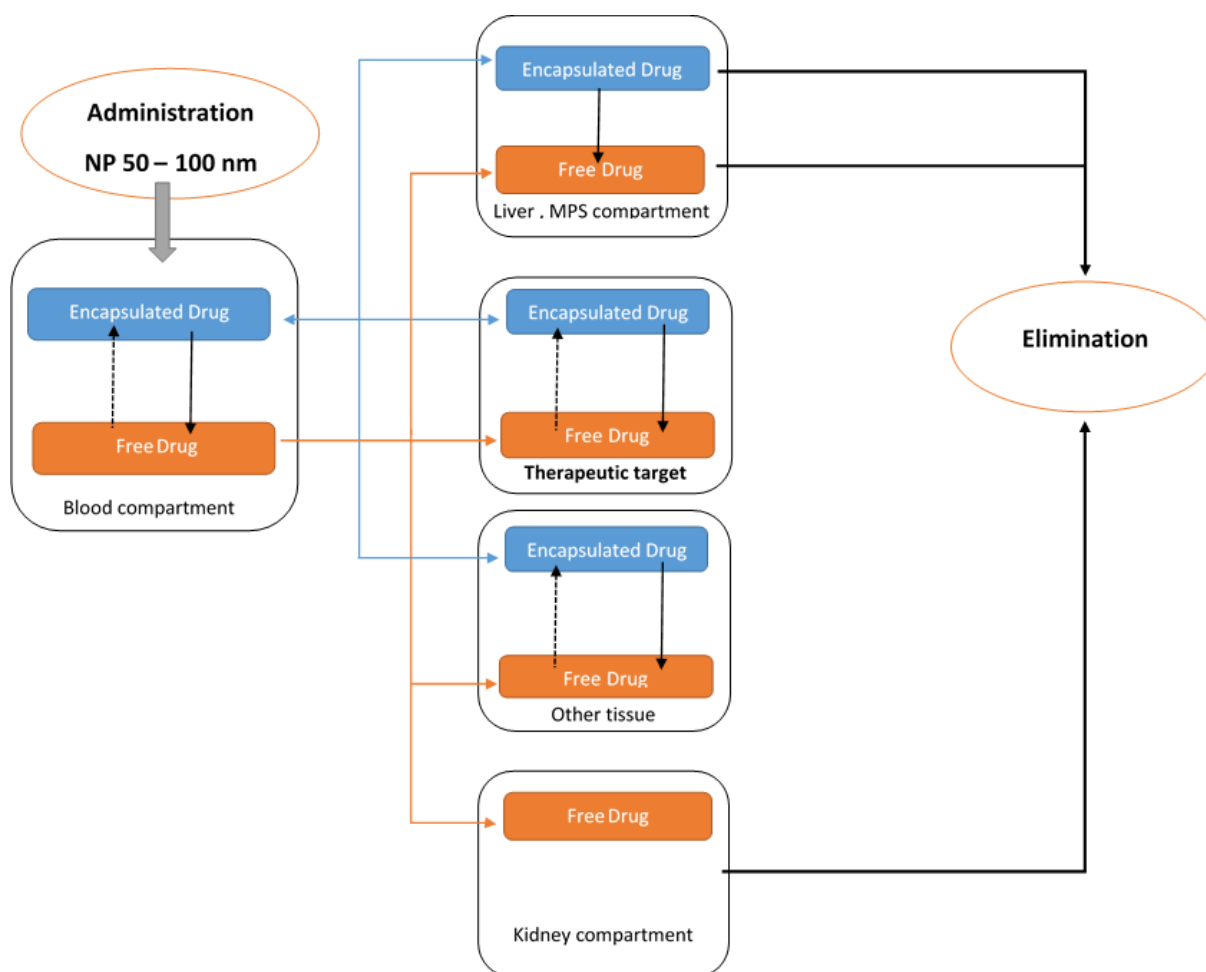 Administration
NP 50 – 100 nm
Encapsulated Drug
Free Drug
Blood compartment
Encapsulated Drug
Free Drug
Liver , MPS compartment
Encapsulated Drug
Free Drug
Therapeutic target
Encapsulated Drug
Free Drug
Other tissue
Free Drug
Kidney compartment
Elimination